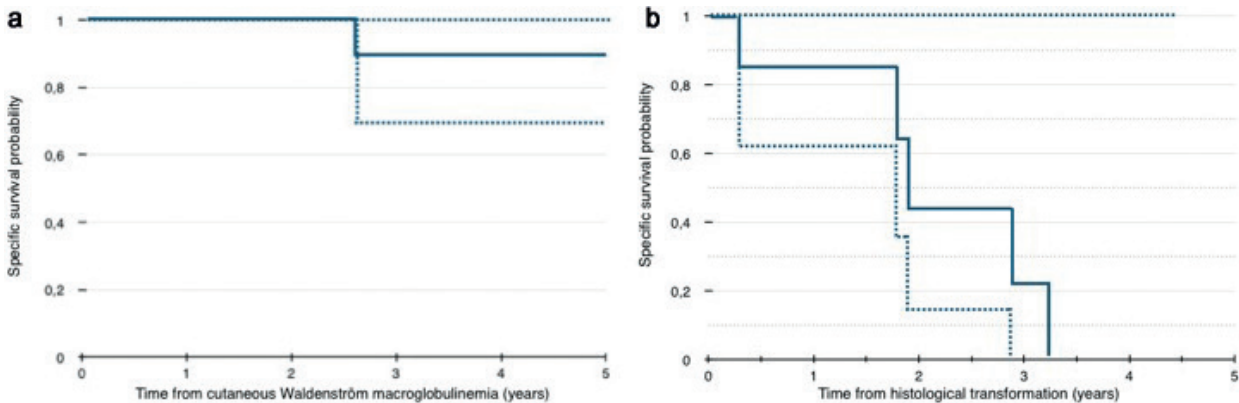 a
Specific survival probability
1
0,8
0,6
0,4
0,2
0
0 1 2 3 4 5
Time from cutaneous Waldenström macroglobulinemia (years)
b
Specific survival probability
1
0,8
0,6
0,4
0,2
0
0 1 2 3 4 5
Time from histological transformation (years)